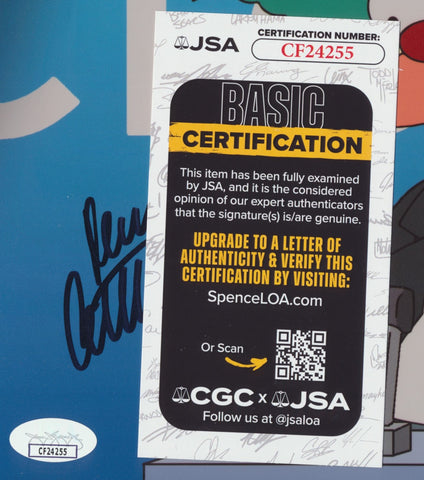 JSA
CERTIFICATION NUMBER:
CF24255
BASIC
CERTIFICATION
This item has been fully examined
by JSA, and it is the considered
opinion of our expert authenticators
that the signature(s) is/are genuine.
UPGRADE TO A LETTER OF
AUTHENTICITY & VERIFY THIS
CERTIFICATION BY VISITING:
SpenceLOA.com
Or Scan
CGC x JSA
Follow us at @jsaloa
CF24255